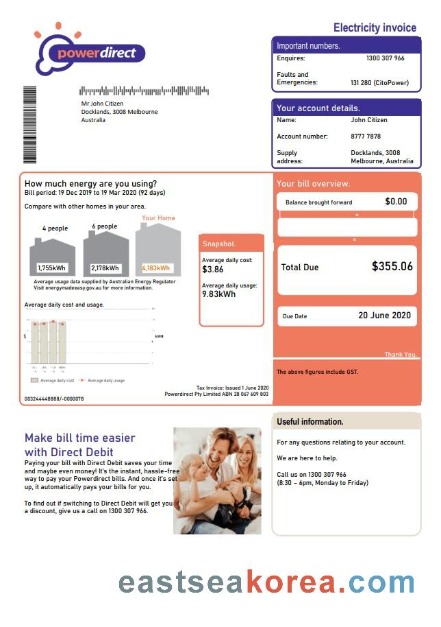 Electricity invoice
powerdirect
Important numbers.
Enquires: 1300 307 966
Faults and
Emergencies: 131 280 (CitoPower)
Mr John Citizen
Docklands, 3008 Melbourne
Australia
Your account details.
Name: John Citizen
Account number: 8777 7878
Supply Docklands, 3008
address: Melbourne, Australia
How much energy are you using?
Bill period: 19 Dec 2019 to 19 Mar 2020 (92 days)
Compare with other homes in your area.
4 people
6 people
Your Home
1,755kWh
2,178kWh
4,183kWh
Average usage data supplied by Australian Energy Regulator
Visit energymadeeasy.gov.au for more information.
Snapshot.
Average daily cost:
$3.86
Average daily usage:
9.83kWh
Average daily cost and usage.
$
kWh
Average daily cost
Average daily usage
Tax Invoice: Issued 1 June 2020
Powerdirect Pty Limited ABN 28 067 609 803
Your bill overview.
Balance brought forward $0.00
Total Due $355.06
Due Date 20 June 2020
Thank You.
The above figures include GST.
Make bill time easier
with Direct Debit
Paying your bill with Direct Debit saves your time
and maybe even money! It's the instant, hassle-free
way to pay your Powerdirect bills. And once it's set
up, it automatically pays your bills for you.
To find out if switching to Direct Debit will get you
a discount, give us a call on 1300 307 966.
Useful information.
For any questions relating to your account.
We are here to help.
Call us on 1300 307 966
(8:30 - 6pm, Monday to Friday)
eastseakorea.com